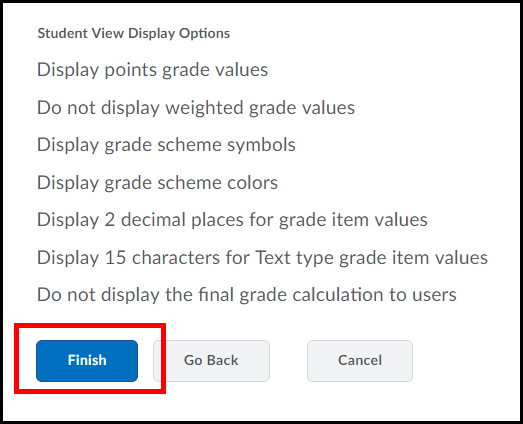 Student View Display Options
Display points grade values
Do not display weighted grade values
Display grade scheme symbols
Display grade scheme colors
Display 2 decimal places for grade item values
Display 15 characters for Text type grade item values
Do not display the final grade calculation to users
Finish Go Back Cancel